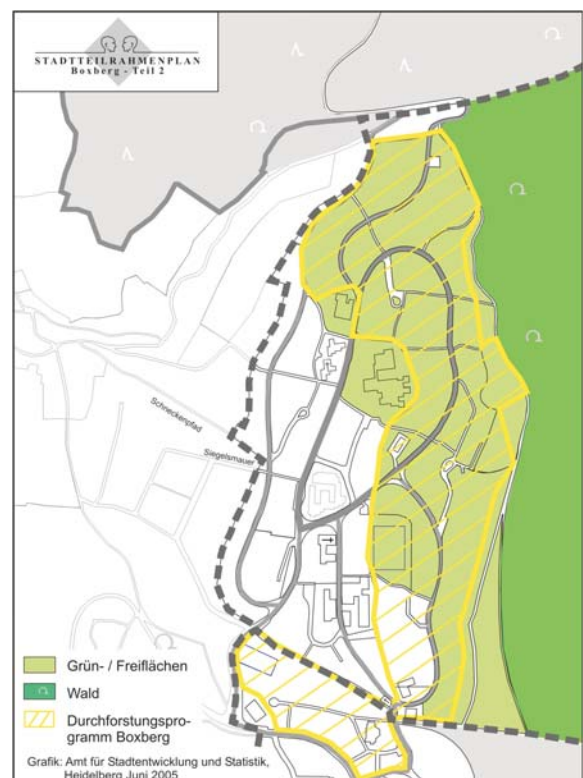 STADTTEILRAHMENPLAN
Boxberg - Teil 2
Schneckenpfad
Siegelsmauer
Grün- / Freiflächen
Wald
Durchforstungspro-
gramm Boxberg
Grafik: Amt für Stadtentwicklung und Statistik,
Heidelberg Juni 2005